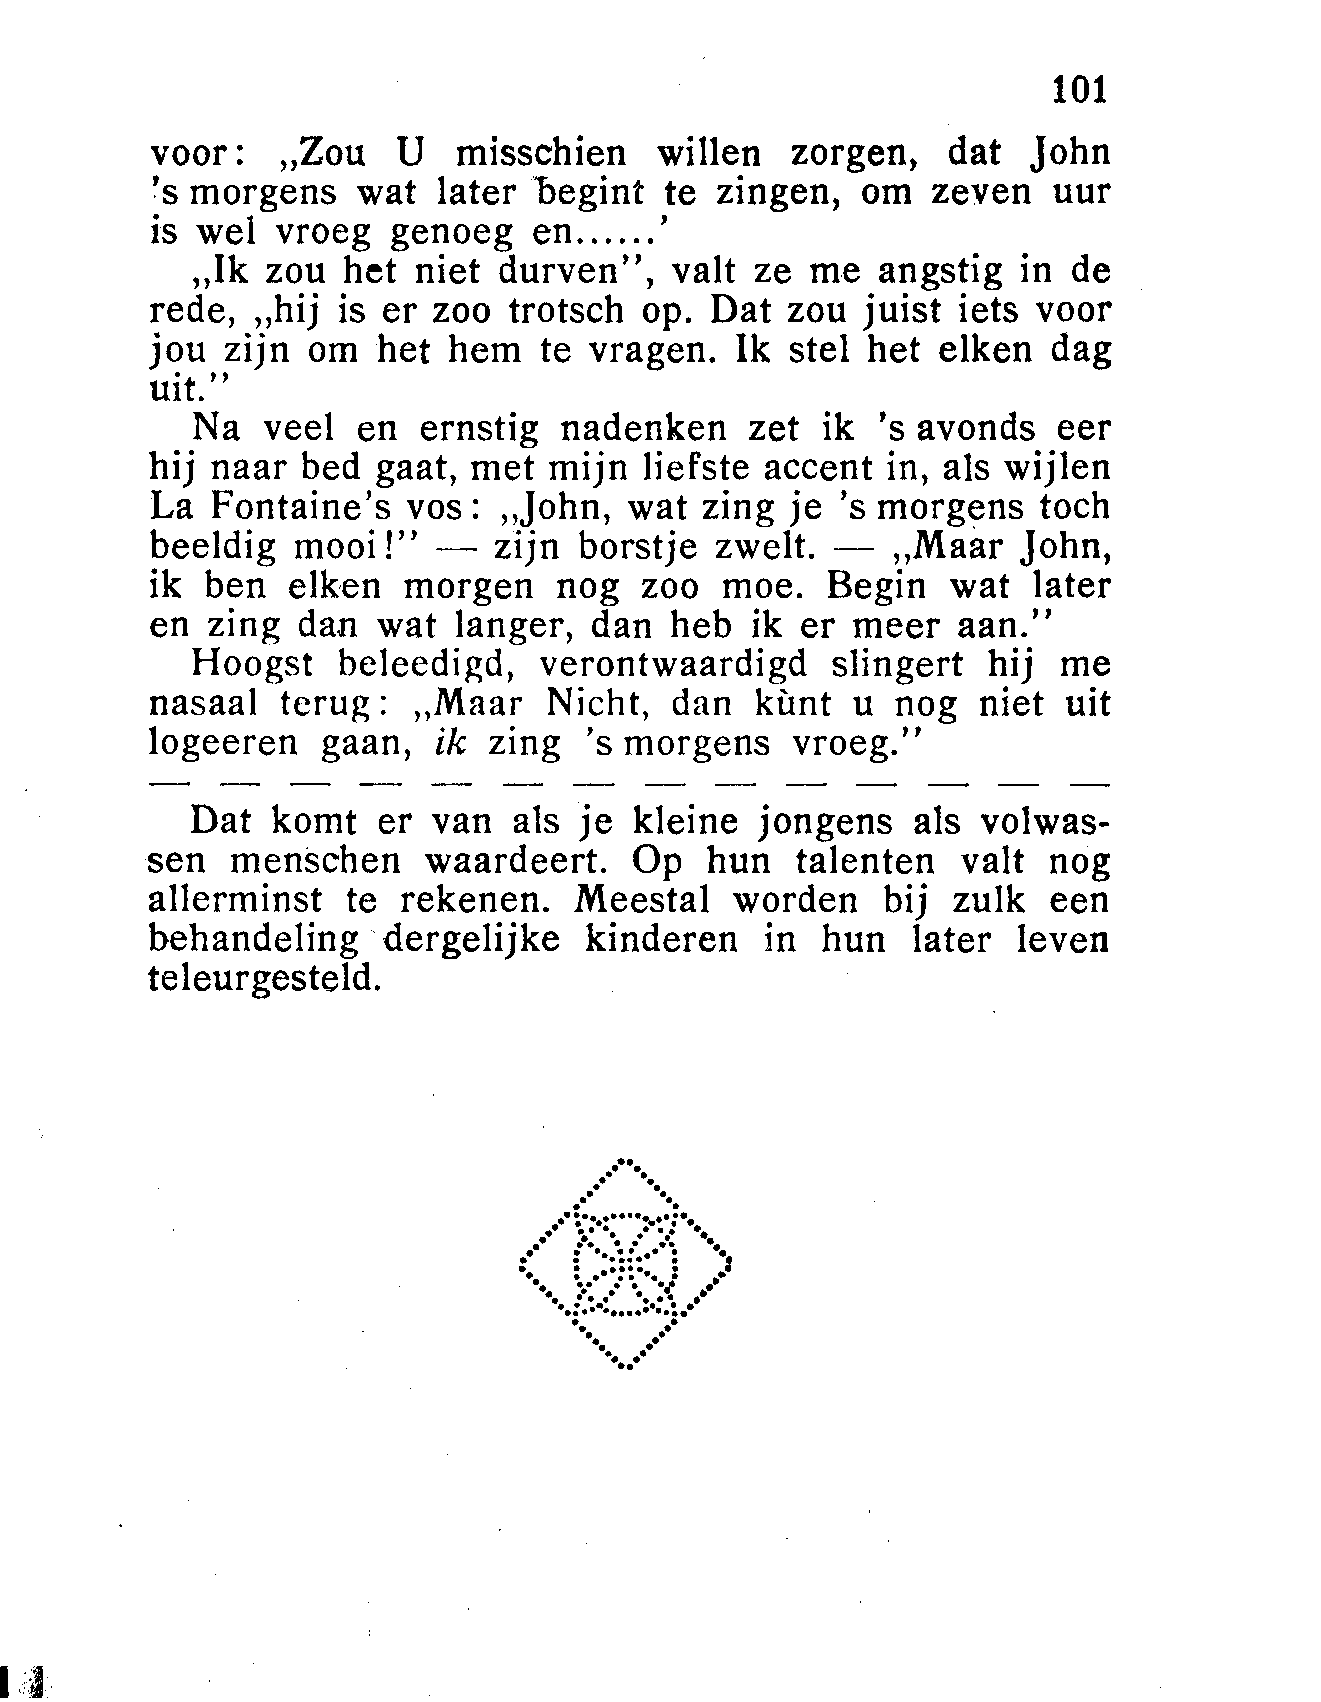 101
voor: „Zou U misschien willen zorgen, dat John
's morgens wat later begint te zingen, om zeven uur
is wel vroeg genoeg en......’
„Ik zou het niet durven”, valt ze me angstig in de
rede, „hij is er zoo trotsch op. Dat zou juist iets voor
jou zijn om het hem te vragen. Ik stel het elken dag
uit.”
Na veel en ernstig nadenken zet ik 's avonds eer
hij naar bed gaat, met mijn liefste accent in, als wijlen
La Fontaine's vos: „John, wat zing je 's morgens toch
beeldig mooi!” — zijn borstje zwelt. — „Maar John,
ik ben elken morgen nog zoo moe. Begin wat later
en zing dan wat langer, dan heb ik er meer aan.”
Hoogst beleedigd, verontwaardigd slingert hij me
nasaal terug: „Maar Nicht, dan kùnt u nog niet uit
logeeren gaan, ik zing 's morgens vroeg.”
— — — — — — — — — — — — — —
Dat komt er van als je kleine jongens als volwas-
sen menschen waardeert. Op hun talenten valt nog
allerminst te rekenen. Meestal worden bij zulk een
behandeling dergelijke kinderen in hun later leven
teleurgesteld.